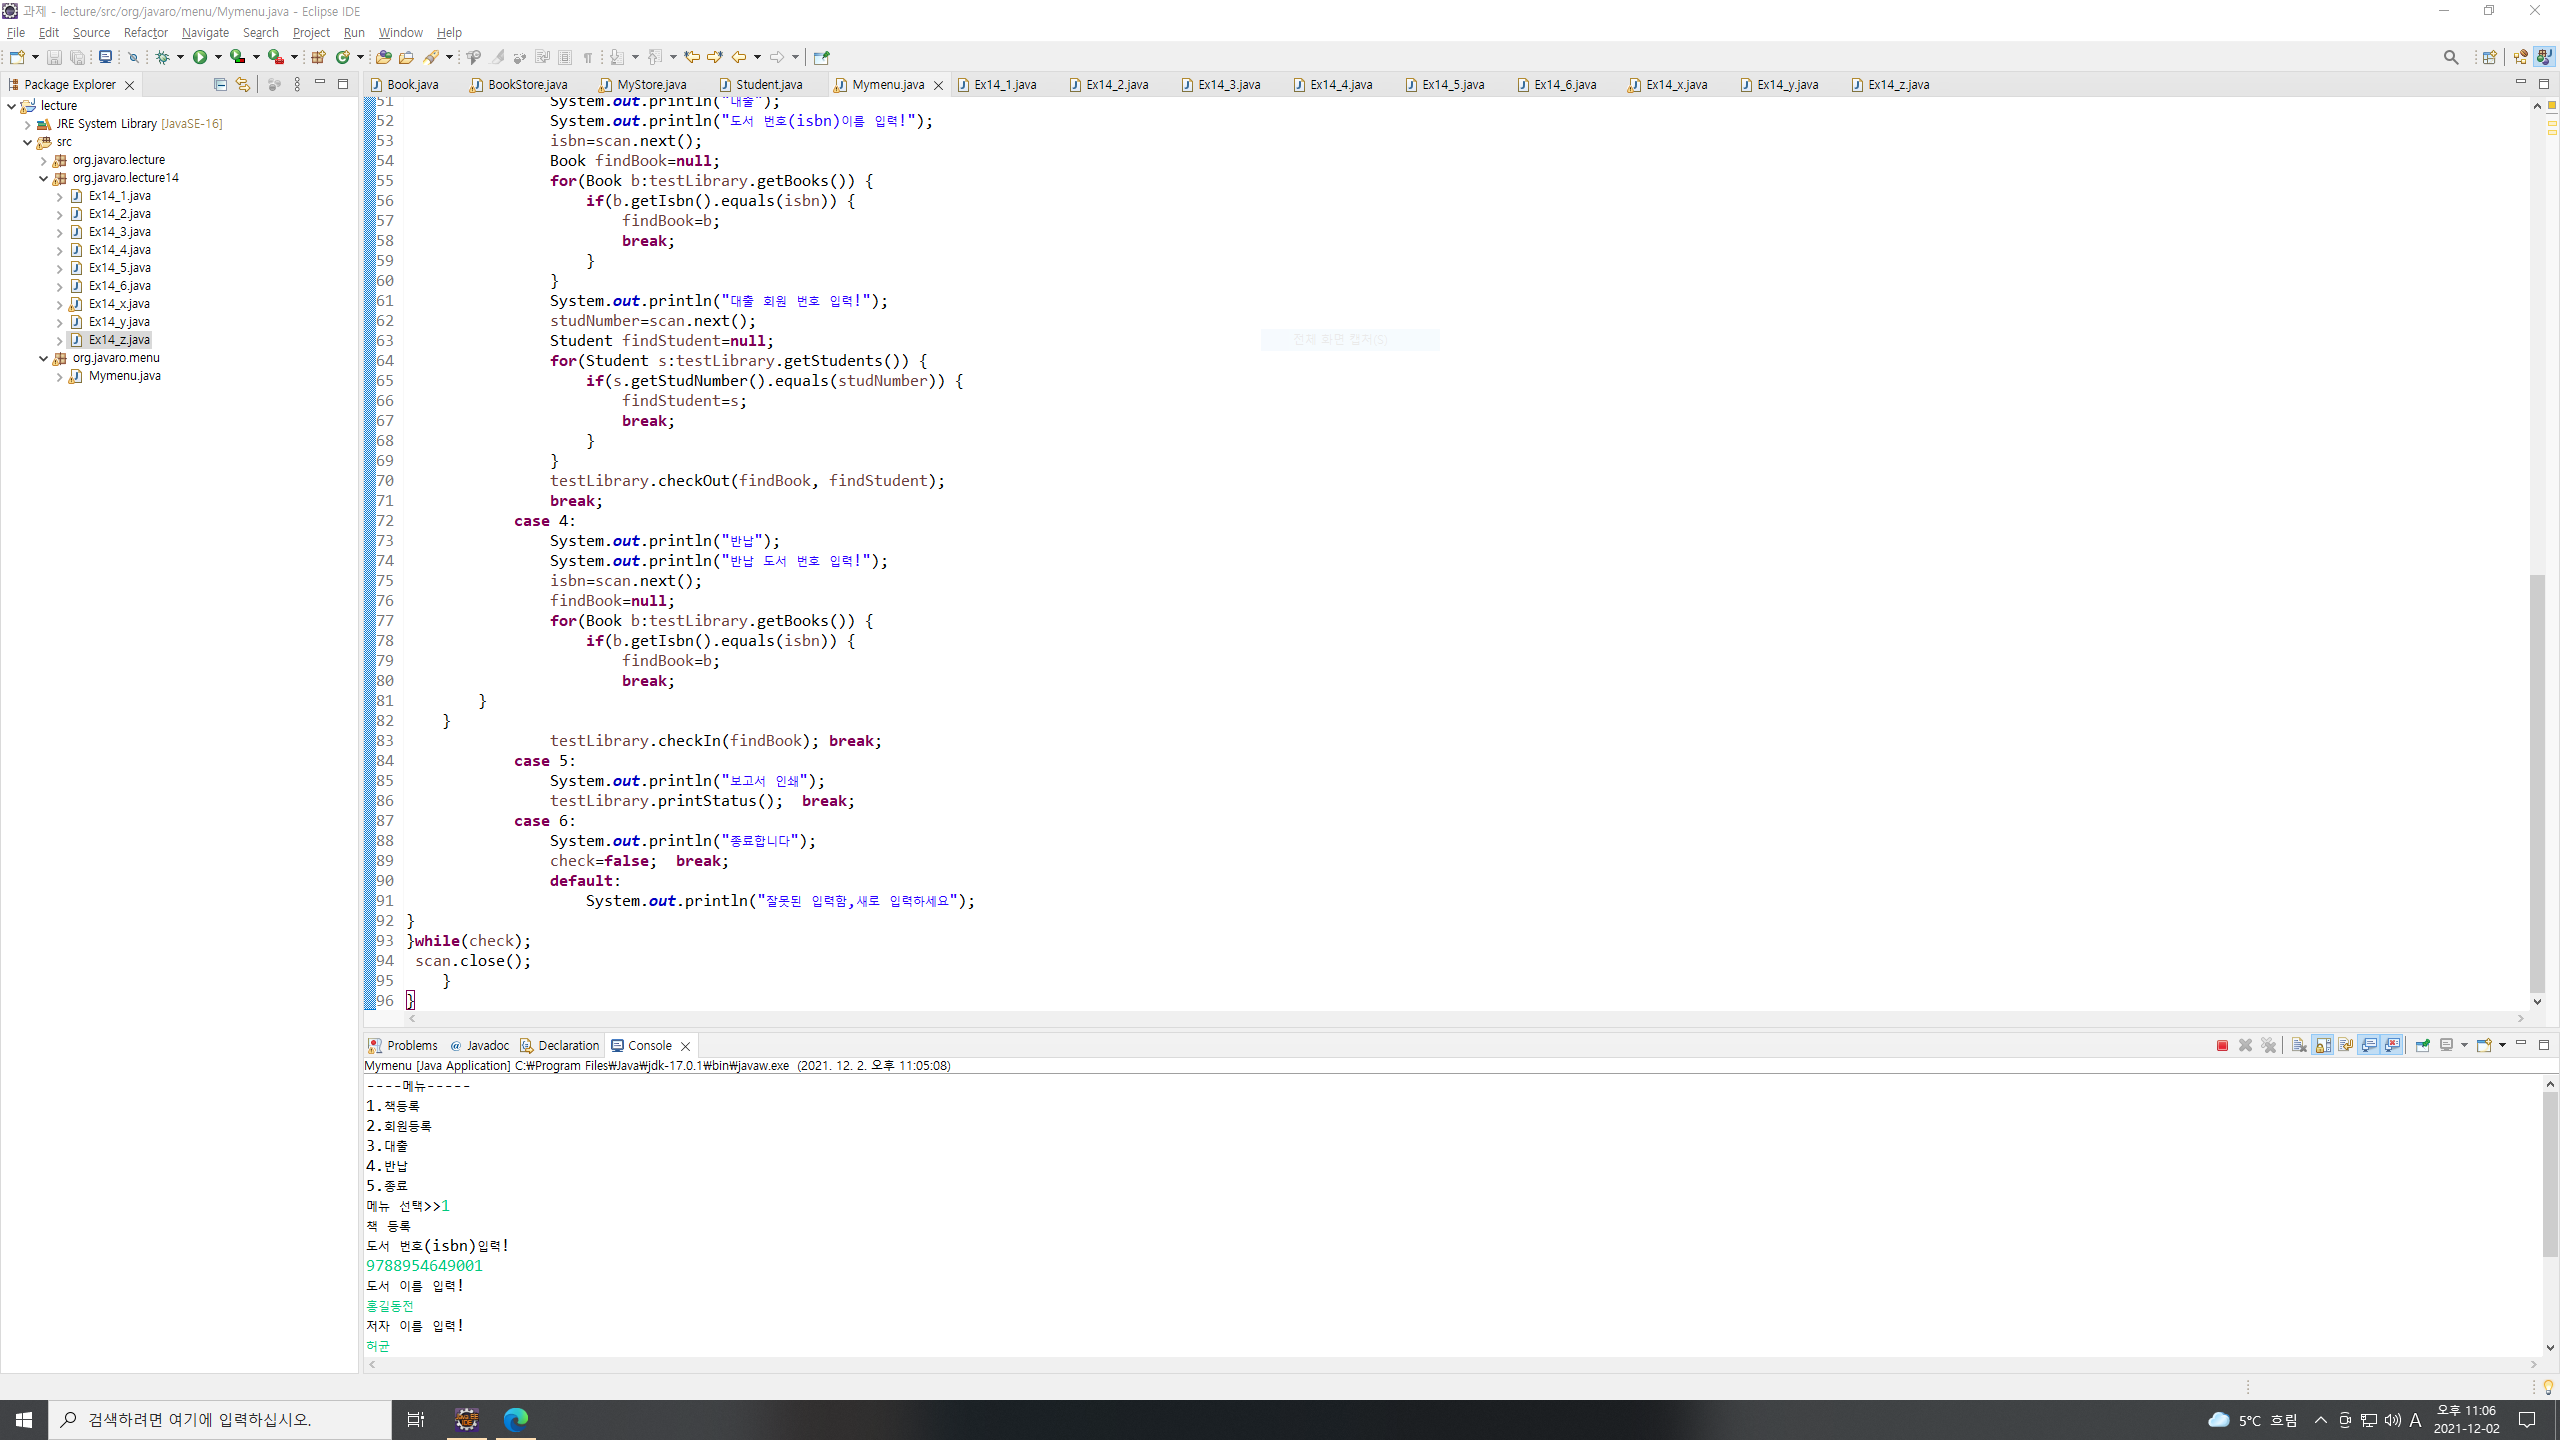 과제 - lecture/src/org/javaro/menu/Mymenu.java - Eclipse IDE
File Edit Source Refactor Navigate Search Project Run Window Help
Package Explorer
Book.java BookStore.java MyStore.java Student.java Mymenu.java Ex14_1.java Ex14_2.java Ex14_3.java Ex14_4.java Ex14_5.java Ex14_6.java Ex14_x.java Ex14_y.java Ex14_z.java
lecture
JRE System Library [JavaSE-16]
src
org.javaro.lecture
org.javaro.lecture14
Ex14_1.java
Ex14_2.java
Ex14_3.java
Ex14_4.java
Ex14_5.java
Ex14_6.java
Ex14_x.java
Ex14_y.java
Ex14_z.java
org.javaro.menu
Mymenu.java
51 System.out.println("대출");
52 System.out.println("도서 번호(isbn)이름 입력!");
53 isbn=scan.next();
54 Book findBook=null;
55 for(Book b:testLibrary.getBooks()) {
56 if(b.getIsbn().equals(isbn)) {
57 findBook=b;
58 break;
59 }
60 }
61 System.out.println("대출 회원 번호 입력!");
62 studNumber=scan.next();
63 Student findStudent=null;
64 for(Student s:testLibrary.getStudents()) {
65 if(s.getStudNumber().equals(studNumber)) {
66 findStudent=s;
67 break;
68 }
69 }
70 testLibrary.checkOut(findBook, findStudent);
71 break;
72 case 4:
73 System.out.println("반납");
74 System.out.println("반납 도서 번호 입력!");
75 isbn=scan.next();
76 findBook=null;
77 for(Book b:testLibrary.getBooks()) {
78 if(b.getIsbn().equals(isbn)) {
79 findBook=b;
80 break;
81 }
82 }
83 testLibrary.checkIn(findBook); break;
84 case 5:
85 System.out.println("보고서 인쇄");
86 testLibrary.printStatus();  break;
87 case 6:
88 System.out.println("종료합니다");
89 check=false;  break;
90 default:
91 System.out.println("잘못된 입력함,새로 입력하세요");
92 }
93 }while(check);
94 scan.close();
95 }
96 }
전체 화면 캡처(S)
Problems @ Javadoc Declaration Console
Mymenu [Java Application] C:₩Program Files₩Java₩jdk-17.0.1₩bin₩javaw.exe (2021. 12. 2. 오후 11:05:08)
----메뉴-----
1.책등록
2.회원등록
3.대출
4.반납
5.종료
메뉴 선택>>1
책 등록
도서 번호(isbn)입력!
9788954649001
도서 이름 입력!
홍길동전
저자 이름 입력!
허균
검색하려면 여기에 입력하십시오.
5℃ 흐림
A
오후 11:06
2021-12-02